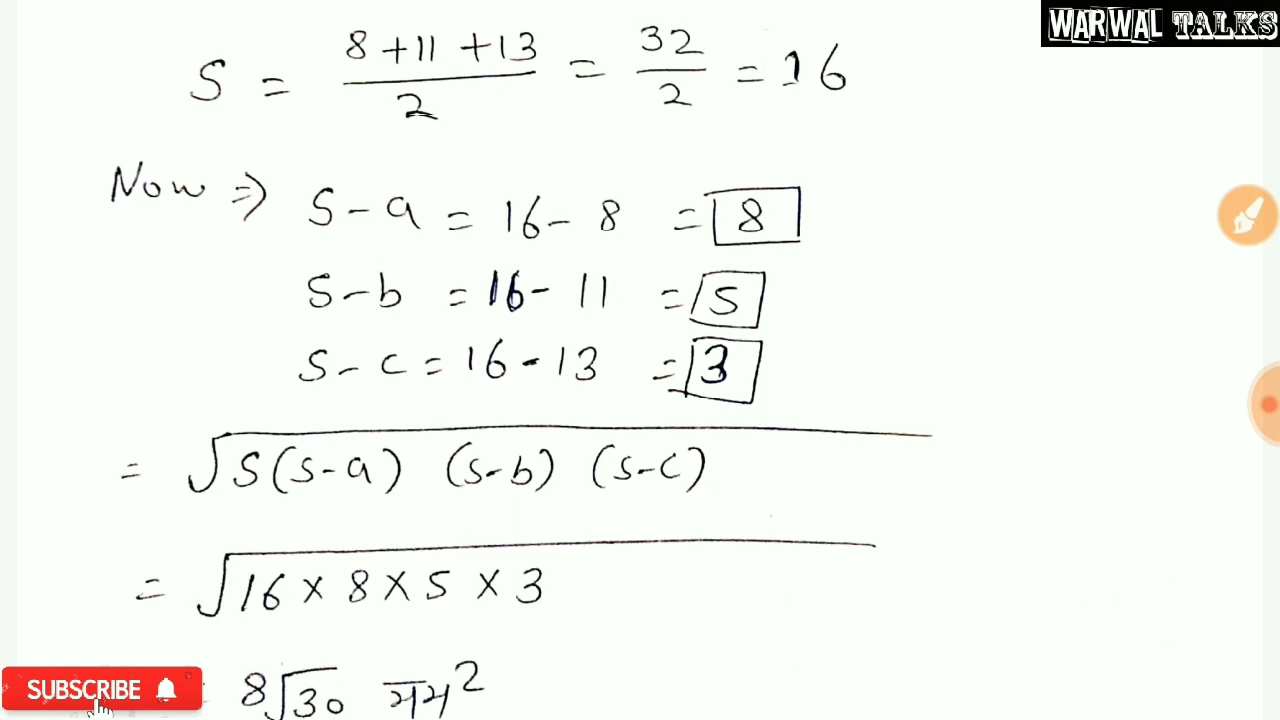 WARWAL TALKS
S = 8+11+13/2 = 32/2 = 16
Now ⇒ S-a = 16-8 = 8
S-b = 16-11 = 5
S-c = 16-13 = 3
= √S(S-a) (S-b) (S-c)
= √16×8×5×3
8√30 सम²
SUBSCRIBE